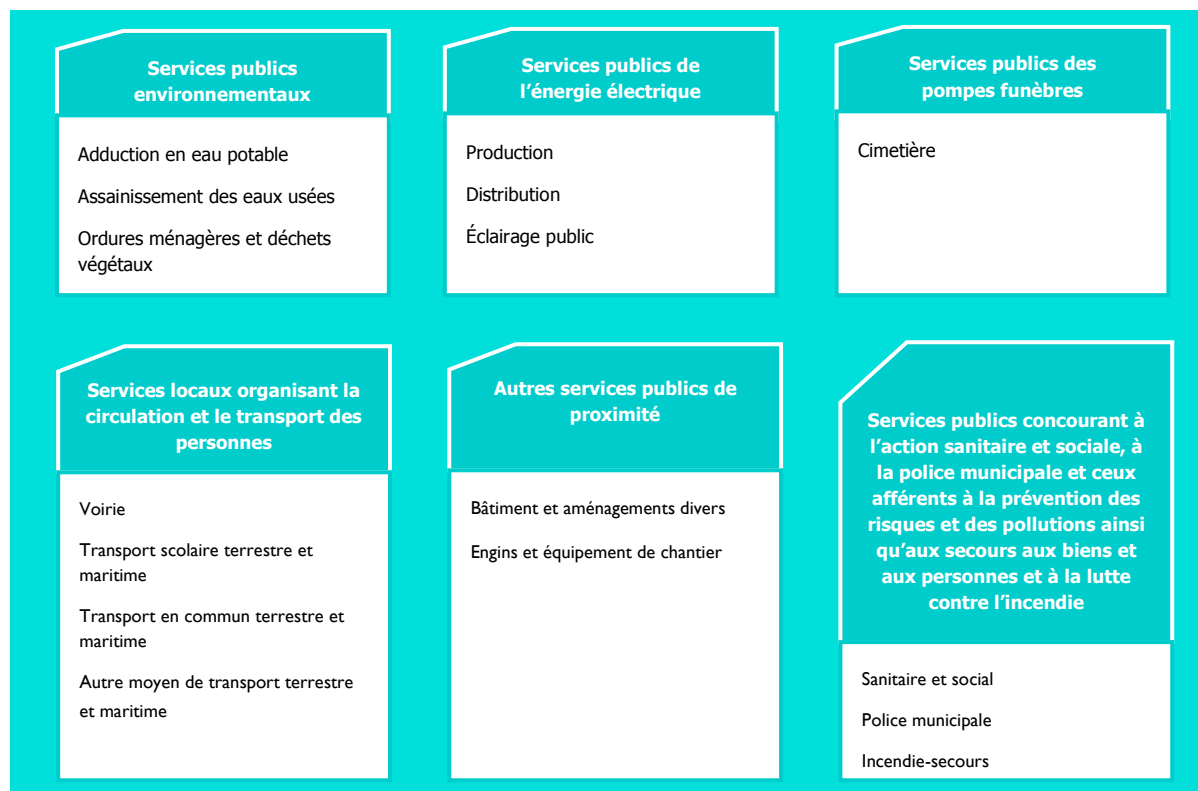 Services publics
environnementaux
Adduction en eau potable
Assainissement des eaux usées
Ordures ménagères et déchets
végétaux
Services publics de
l’énergie électrique
Production
Distribution
Éclairage public
Services publics des
pompes funèbres
Cimetière
Services locaux organisant la
circulation et le transport des
personnes
Voirie
Transport scolaire terrestre et
maritime
Transport en commun terrestre et
maritime
Autre moyen de transport terrestre
et maritime
Autres services publics de
proximité
Bâtiment et aménagements divers
Engins et équipement de chantier
Services publics concourant à
l’action sanitaire et sociale, à
la police municipale et ceux
afférents à la prévention des
risques et des pollutions ainsi
qu’aux secours aux biens et
aux personnes et à la lutte
contre l’incendie
Sanitaire et social
Police municipale
Incendie-secours